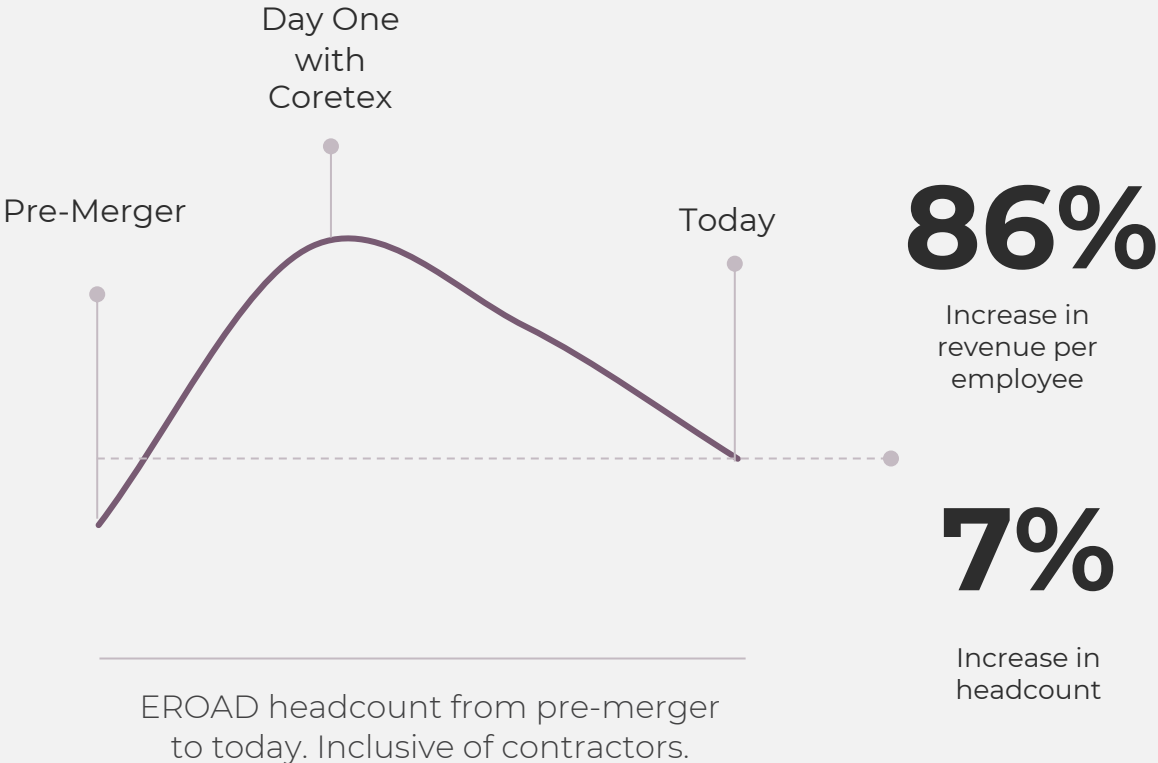 Day One
with
Coretex
Pre-Merger
Today
86%
Increase in
revenue per
employee
7%
Increase in
headcount
EROAD headcount from pre-merger
to today. Inclusive of contractors.